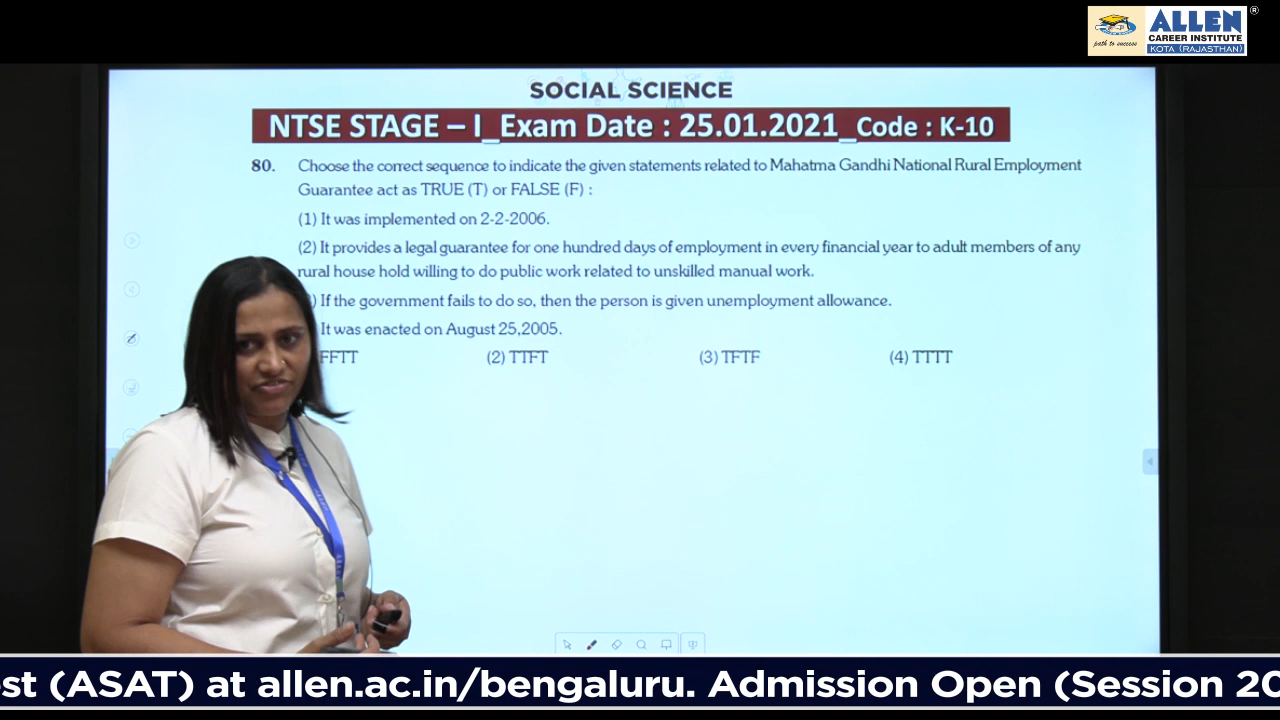 ALLEN
®
path to success
CAREER INSTITUTE
KOTA (RAJASTHAN)
SOCIAL SCIENCE
NTSE STAGE – I_Exam Date : 25.01.2021_Code : K-10
80. Choose the correct sequence to indicate the given statements related to Mahatma Gandhi National Rural Employment
Guarantee act as TRUE (T) or FALSE (F) :
(1) It was implemented on 2-2-2006.
(2) It provides a legal guarantee for one hundred days of employment in every financial year to adult members of any
rural house hold willing to do public work related to unskilled manual work.
) If the government fails to do so, then the person is given unemployment allowance.
It was enacted on August 25,2005.
FFTT (2) TTFT (3) TFTF (4) TTTT
st (ASAT) at allen.ac.in/bengaluru. Admission Open (Session 20